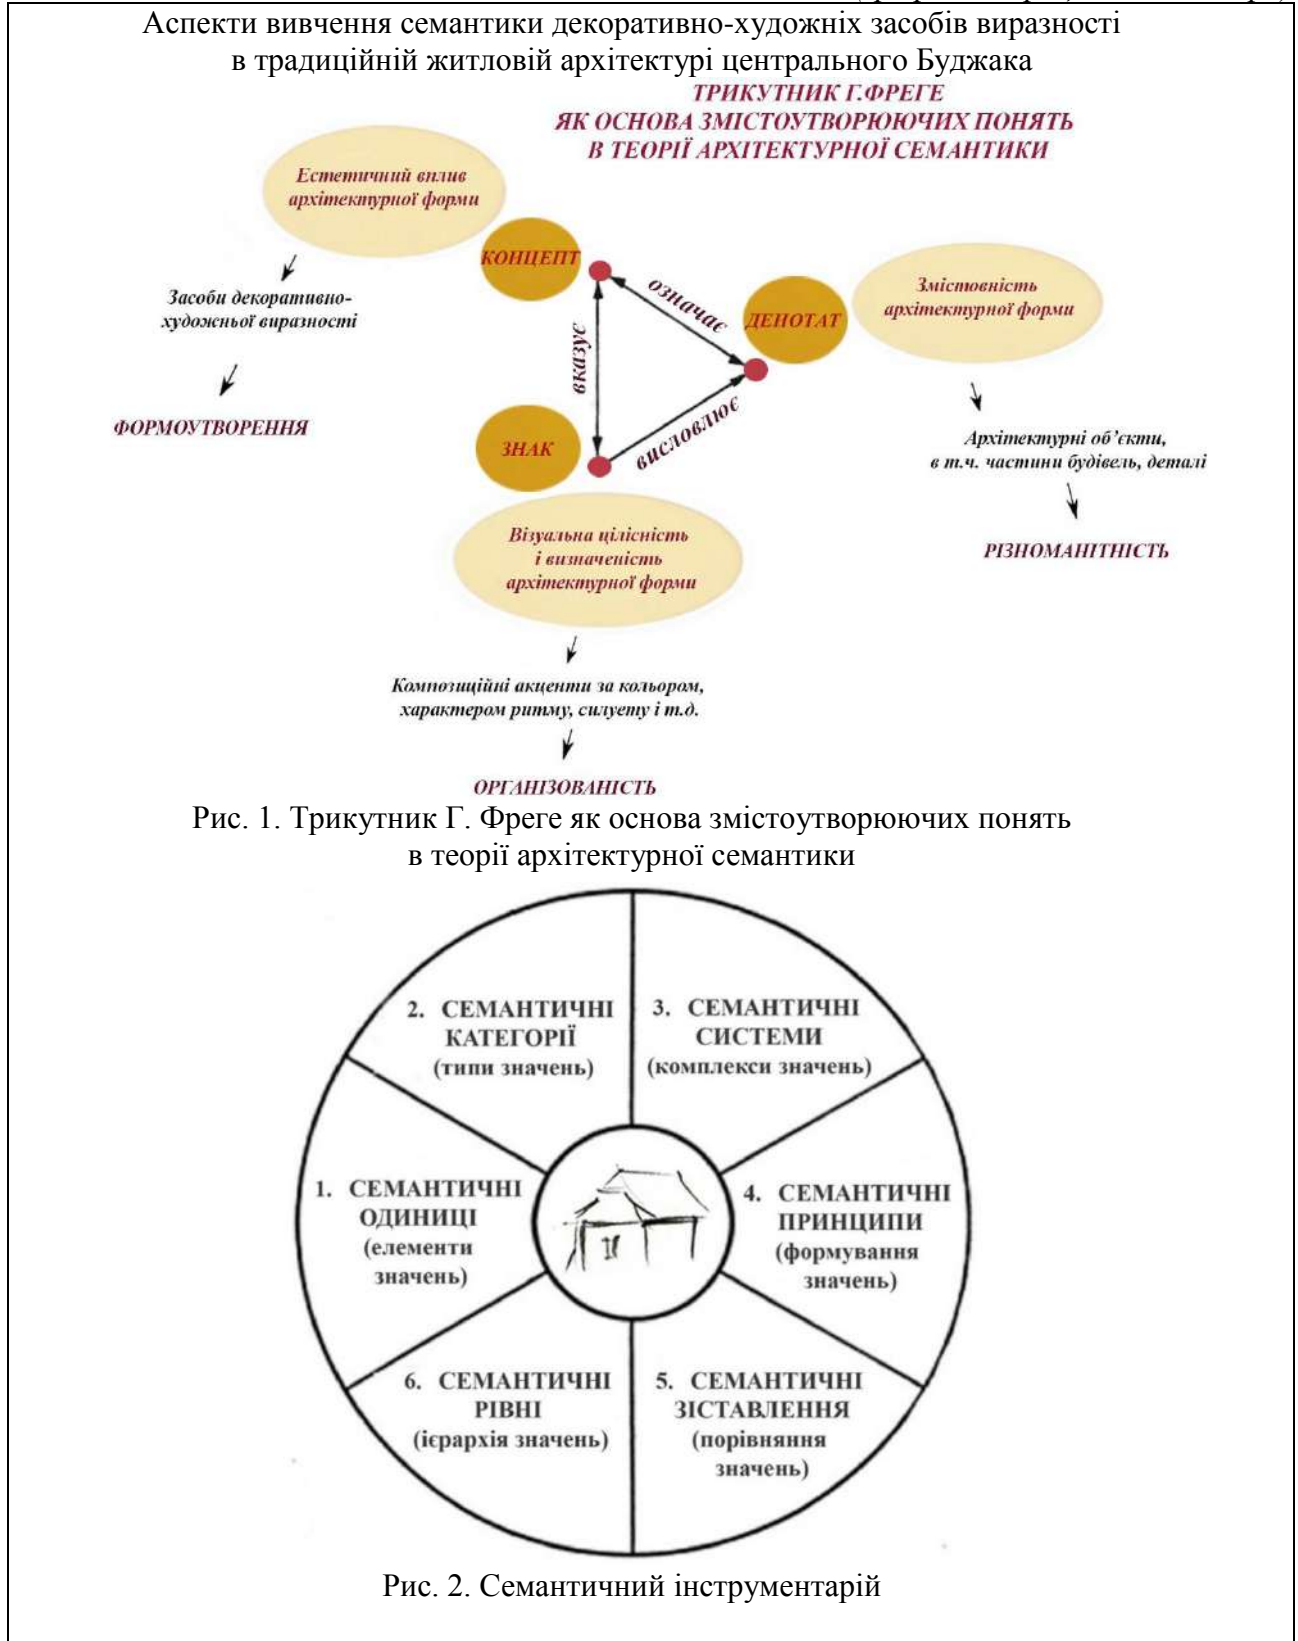 Аспекти вивчення семантики декоративно-художніх засобів виразності
в традиційній житловій архітектурі центрального Буджака
ТРИКУТНИК Г.ФРЕГЕ
ЯК ОСНОВА ЗМІСТОУТВОРЮЮЧИХ ПОНЯТЬ
В ТЕОРІЇ АРХІТЕКТУРНОЇ СЕМАНТИКИ
Естетичний вплив
архітектурної форми
КОНЦЕПТ
означає
ДЕНОТАТ
Змістовність
архітектурної форми
Засоби декоративно-
художньої виразності
вказує
ФОРМОУТВОРЕННЯ
ЗНАК
висловлює
Архітектурні об’єкти,
в т.ч. частини будівель, деталі
РІЗНОМАНІТНІСТЬ
Візуальна цілісність
і визначеність
архітектурної форми
Композиційні акценти за кольором,
характером ритму, силуету і т.д.
ОРГАНІЗОВАНІСТЬ
Рис. 1. Трикутник Г. Фреге як основа змістоутворюючих понять
в теорії архітектурної семантики
2. СЕМАНТИЧНІ
КАТЕГОРІЇ
(типи значень)
3. СЕМАНТИЧНІ
СИСТЕМИ
(комплекси значень)
1. СЕМАНТИЧНІ
ОДИНИЦІ
(елементи
значень)
4. СЕМАНТИЧНІ
ПРИНЦИПИ
(формування
значень)
6. СЕМАНТИЧНІ
РІВНІ
(ієрархія значень)
5. СЕМАНТИЧНІ
ЗІСТАВЛЕННЯ
(порівняння
значень)
Рис. 2. Семантичний інструментарій